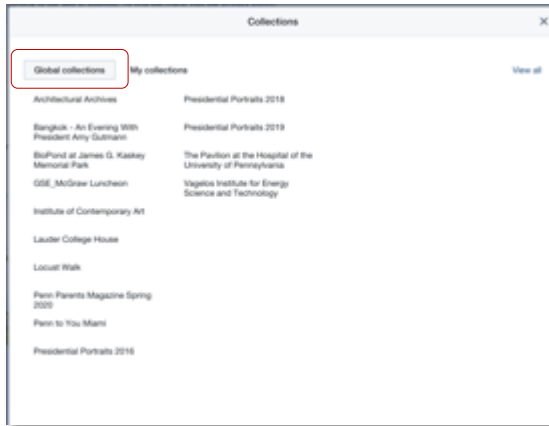 Collections
×
Global collections
My collections
View all
Architectural Archives
Bangkok - An Evening With
President Amy Gutmann
BioPond at James G. Kaskey
Memorial Park
GSE_McGraw Luncheon
Institute of Contemporary Art
Lauder College House
Locust Walk
Penn Parents Magazine Spring
2020
Penn to You Miami
Presidential Portraits 2016
Presidential Portraits 2018
Presidential Portraits 2019
The Pavilion at the Hospital of the
University of Pennsylvania
Vagelos Institute for Energy
Science and Technology